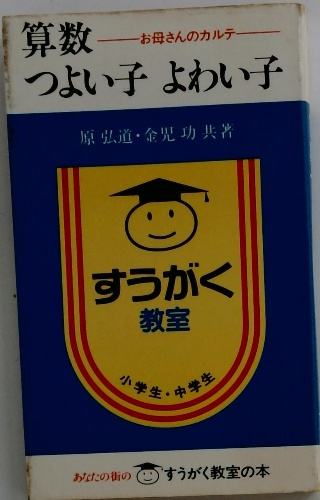 算数
お母さんのカルテ
つよい子 よわい子
原 弘道・金児 功 共著
すうがく
教室
小学生・中学生
あなたの街の すうがく教室の本